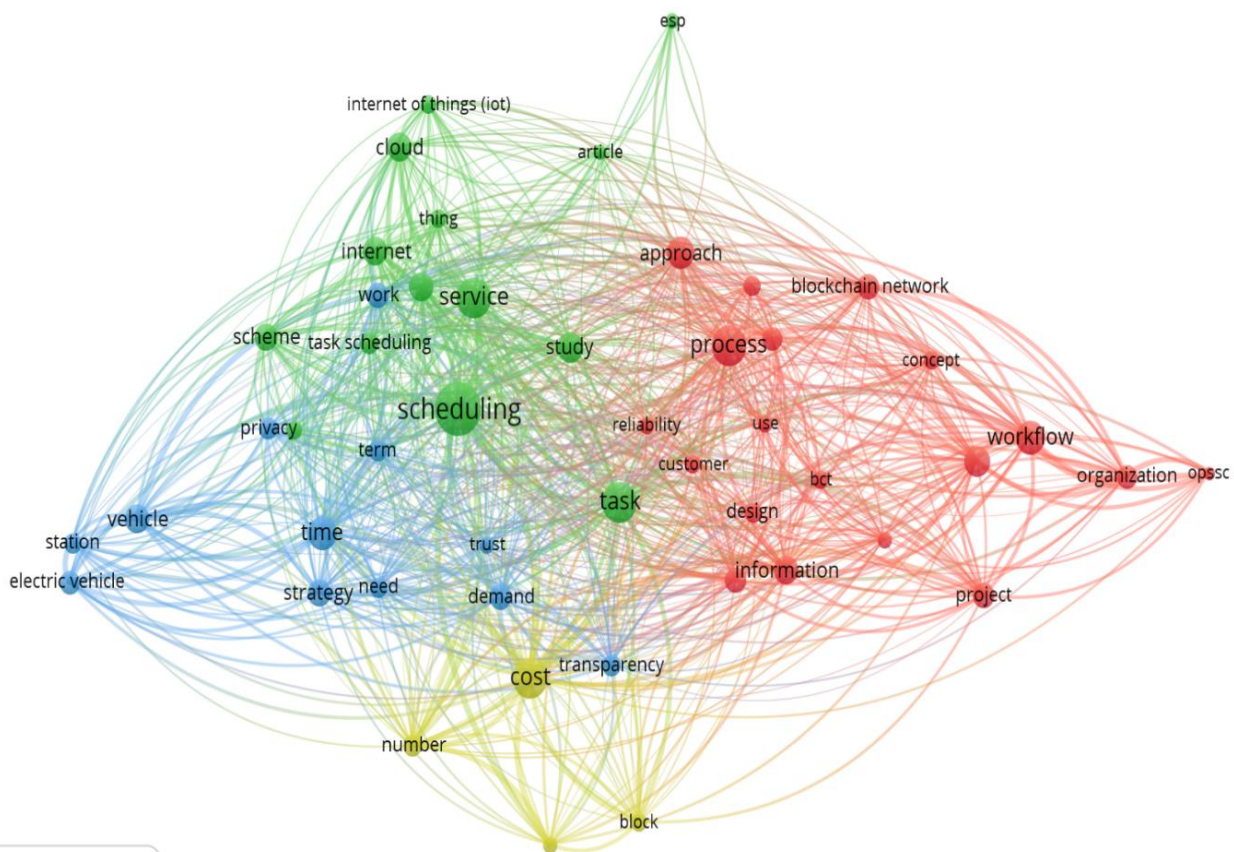 esp
internet of things (iot)
cloud
article
thing
internet
approach
work
service
blockchain network
scheme
task scheduling
study
process
concept
scheduling
reliability
use
privacy
term
customer
workflow
bct
organization
opssc
task
design
vehicle
time
trust
station
electric vehicle
strategy
need
demand
information
project
cost
transparency
number
block